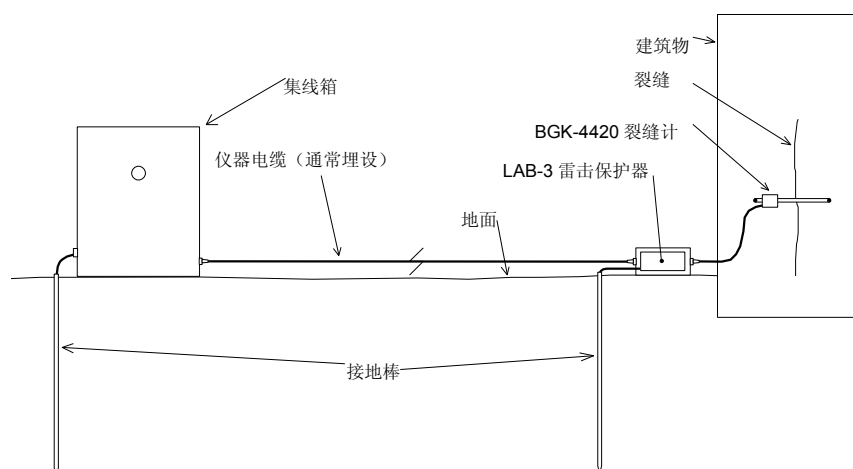 建筑物
集线箱
裂缝
BGK-4420 裂缝计
仪器电缆（通常埋设）
LAB-3 雷击保护器
地面
接地棒